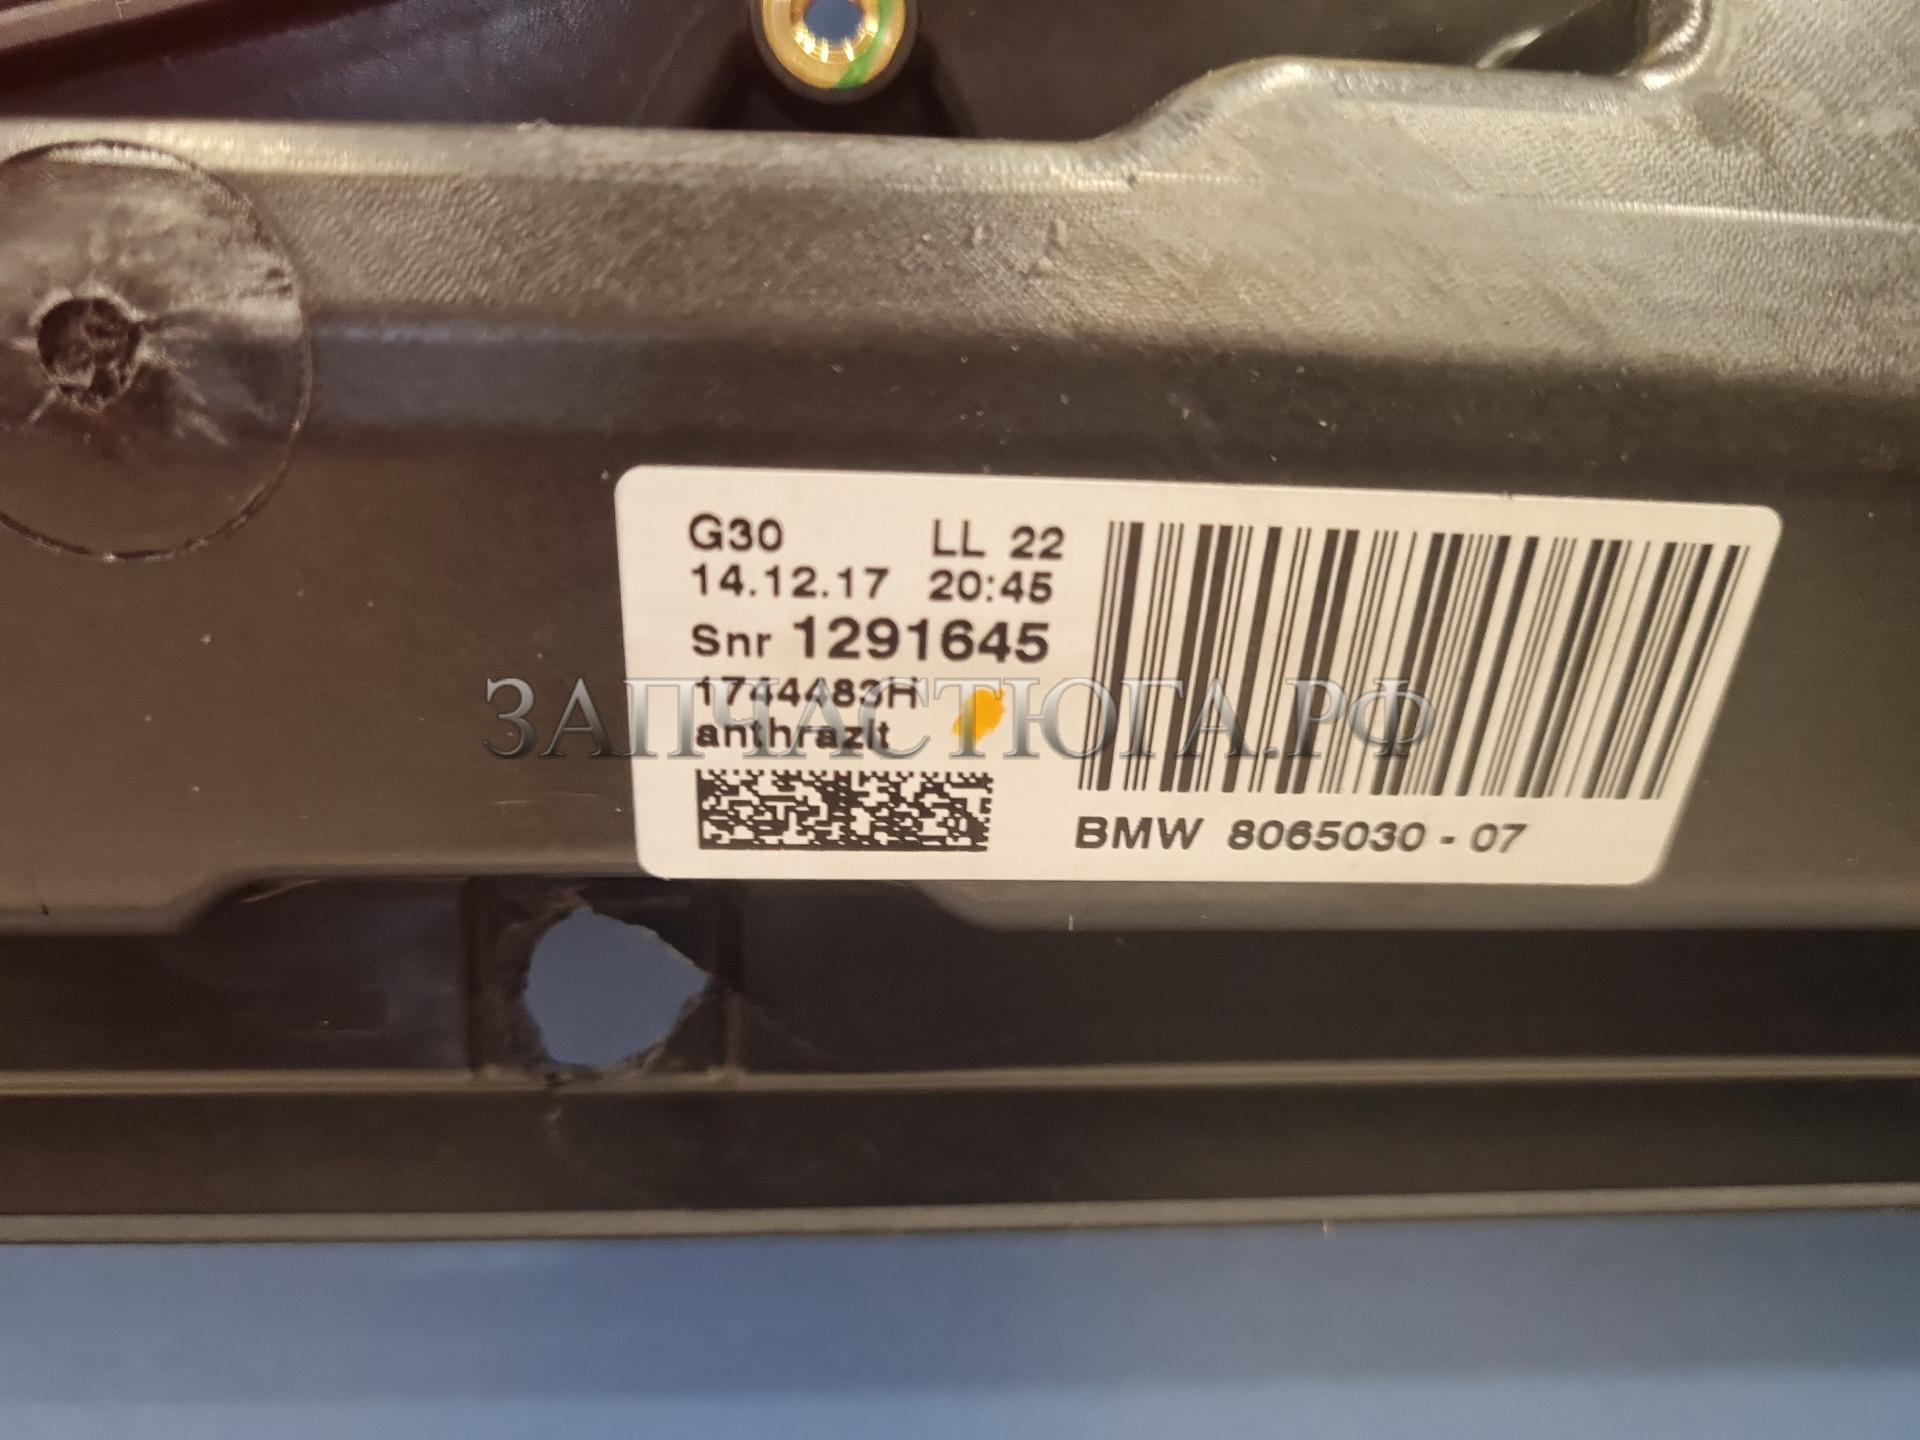 G30 LL 22
14.12.17 20:45
Snr 1291645
1744483H
anthrazit
ЗАПЧАСТЮГА.РФ
BMW 8065030 - 07